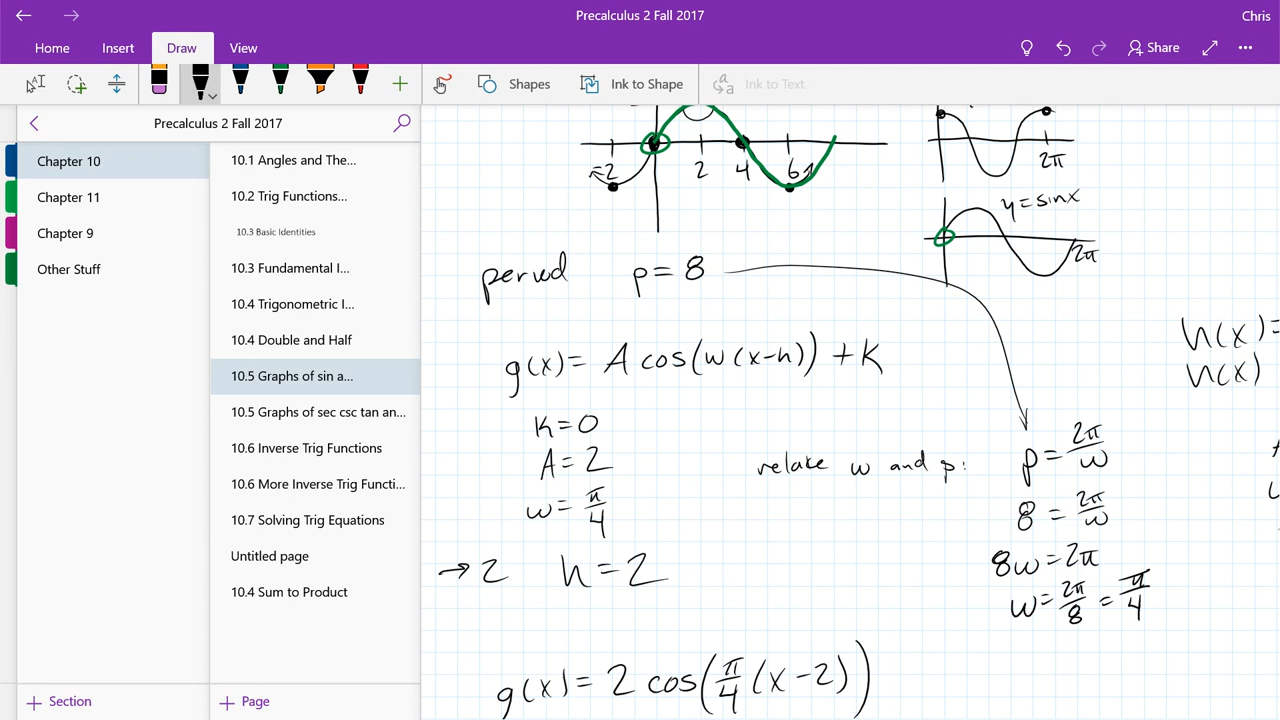 Precalculus 2 Fall 2017
Chris
Home Insert Draw View
Share
Shapes
Ink to Shape
Ink to Text
Precalculus 2 Fall 2017
Chapter 10
Chapter 11
Chapter 9
Other Stuff
Section
10.1 Angles and The...
10.2 Trig Functions...
10.3 Basic Identities
10.3 Fundamental I...
10.4 Trigonometric I...
10.4 Double and Half
10.5 Graphs of sin a...
10.5 Graphs of sec csc tan an...
10.6 Inverse Trig Functions
10.6 More Inverse Trig Functi...
10.7 Solving Trig Equations
Untitled page
10.4 Sum to Product
Page
-2 2 4 6
2π
y = sin x
2π
period p = 8
g(x) = A cos(w(x-h)) + K
K = 0
A = 2
w = π/4
→ 2 h = 2
relate w and p:
p = 2π/w
8 = 2π/w
8w = 2π
w = 2π/8 = π/4
g(x) = 2 cos(π/4 (x - 2))
h(x) =
h(x)